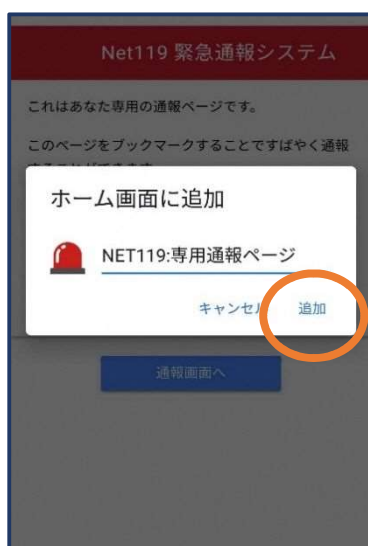 Net119 緊急通報システム
これはあなた専用の通報ページです。
このページをブックマークすることですばやく通報
ホーム画面に追加
NET119:専用通報ページ
キャンセル
追加
通報画面へ